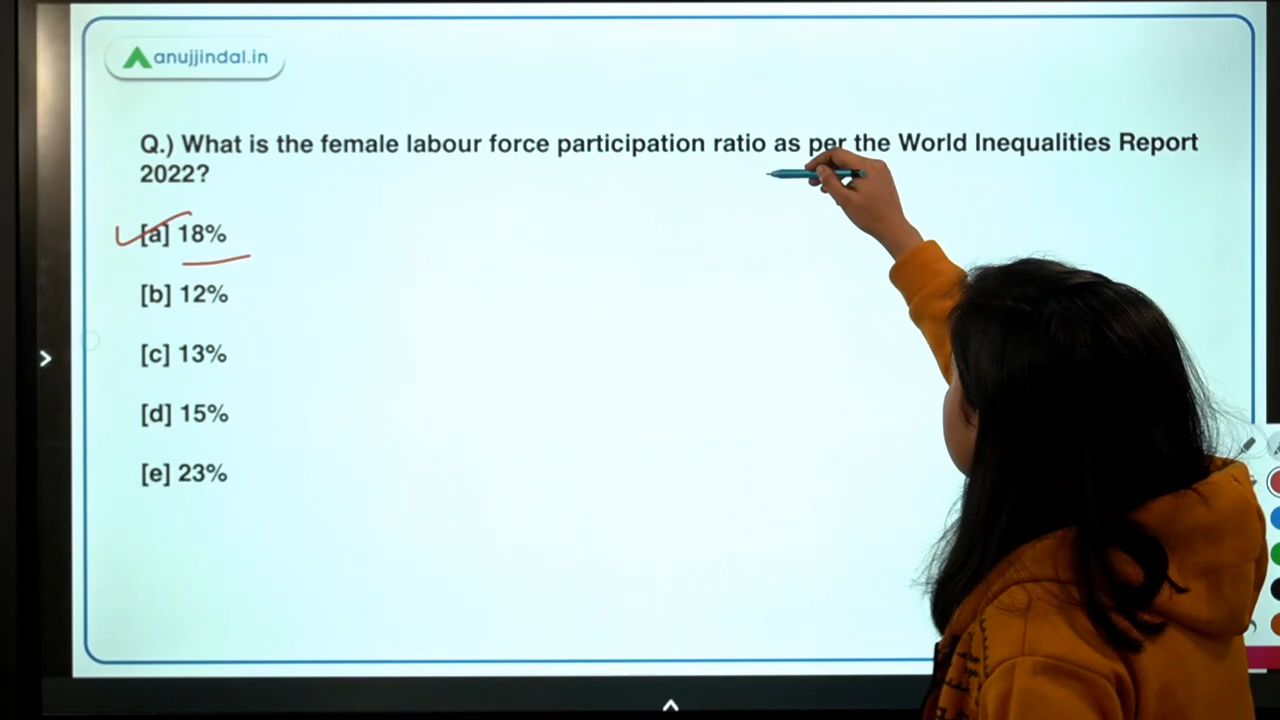 anujjindal.in
Q.) What is the female labour force participation ratio as per the World Inequalities Report
2022?
[a] 18%
[b] 12%
[c] 13%
[d] 15%
[e] 23%